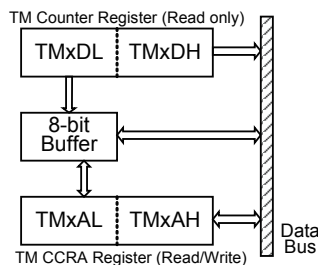 TM Counter Register (Read only)
TMxDL TMxDH
8-bit
Buffer
TMxAL TMxAH
Data
Bus
TM CCRA Register (Read/Write)